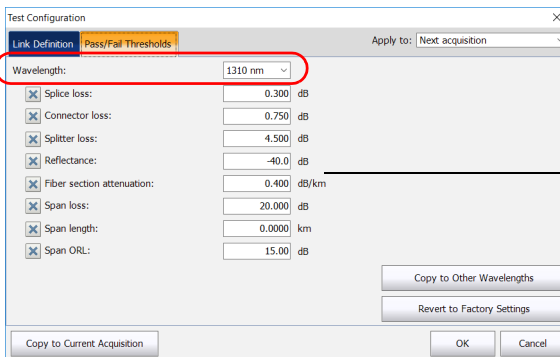 Test Configuration
Link Definition Pass/Fail Thresholds Apply to: Next acquisition
Wavelength: 1310 nm
Splice loss: 0.300 dB
Connector loss: 0.750 dB
Splitter loss: 4.500 dB
Reflectance: -40.0 dB
Fiber section attenuation: 0.400 dB/km
Span loss: 20.000 dB
Span length: 0.0000 km
Span ORL: 15.00 dB
Copy to Other Wavelengths
Revert to Factory Settings
Copy to Current Acquisition OK Cancel